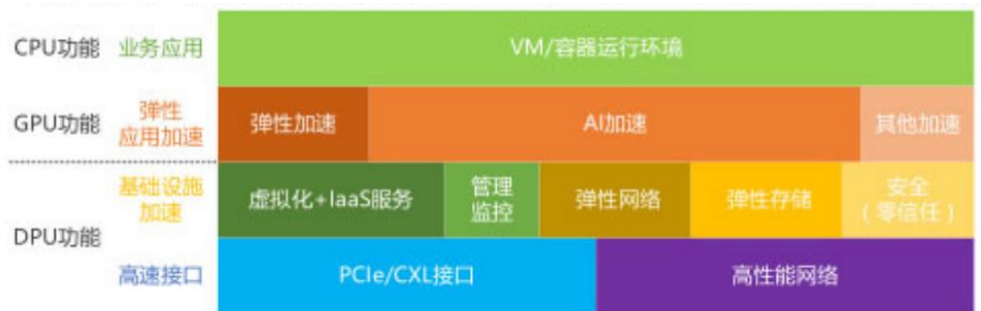 CPU功能 业务应用 VM/容器运行环境
GPU功能 弹性应用加速 弹性加速 AI加速 其他加速
DPU功能
基础设施加速 虚拟化+IaaS服务 管理监控 弹性网络 弹性存储 安全（零信任）
高速接口 PCIe/CXL接口 高性能网络